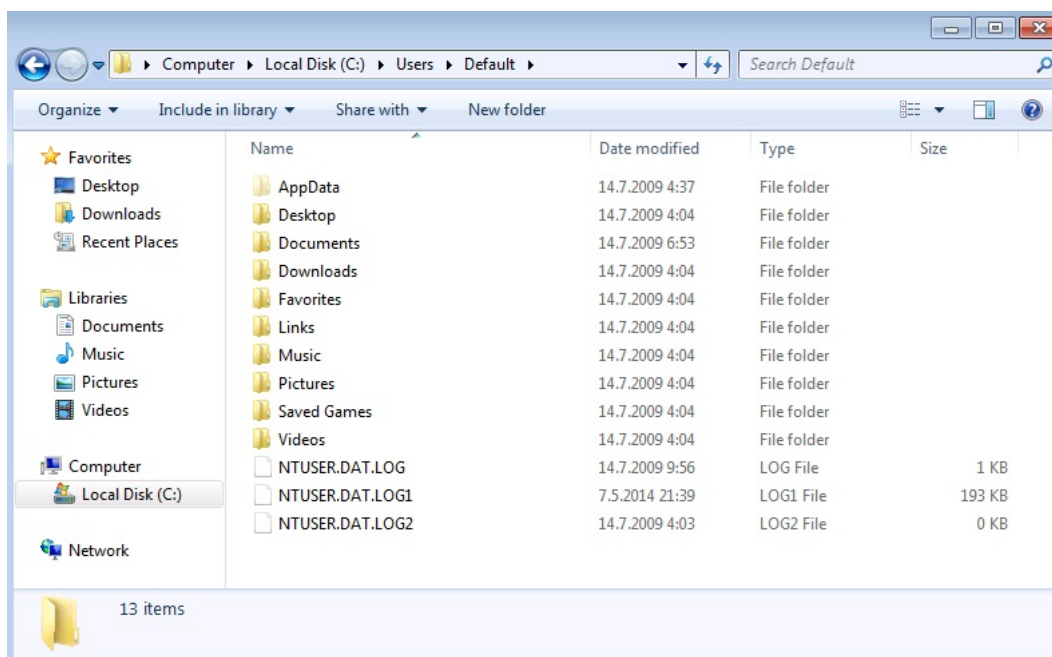 Computer Local Disk (C:) Users Default Search Default
Organize Include in library Share with New folder
Favorites
Desktop
Downloads
Recent Places
Libraries
Documents
Music
Pictures
Videos
Computer
Local Disk (C:)
Network
Name Date modified Type Size
AppData 14.7.2009 4:37 File folder
Desktop 14.7.2009 4:04 File folder
Documents 14.7.2009 6:53 File folder
Downloads 14.7.2009 4:04 File folder
Favorites 14.7.2009 4:04 File folder
Links 14.7.2009 4:04 File folder
Music 14.7.2009 4:04 File folder
Pictures 14.7.2009 4:04 File folder
Saved Games 14.7.2009 4:04 File folder
Videos 14.7.2009 4:04 File folder
NTUSER.DAT.LOG 14.7.2009 9:56 LOG File 1 KB
NTUSER.DAT.LOG1 7.5.2014 21:39 LOG1 File 193 KB
NTUSER.DAT.LOG2 14.7.2009 4:03 LOG2 File 0 KB
13 items